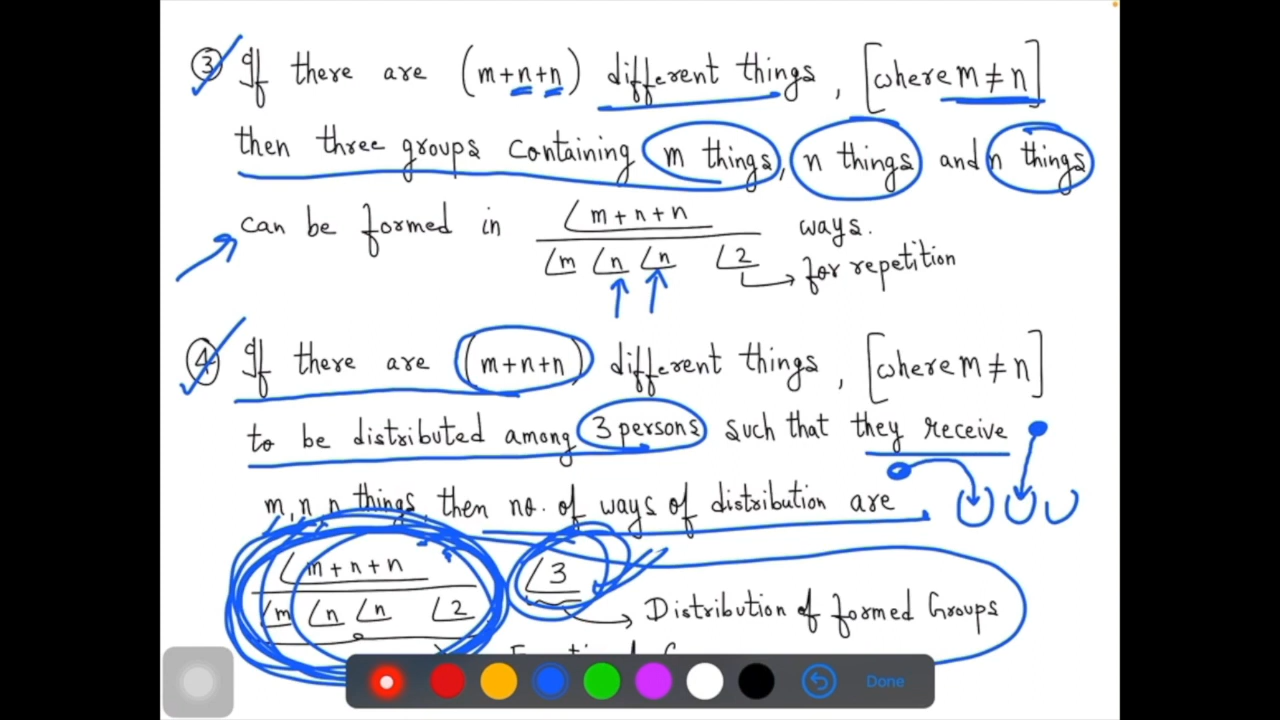 ③ If there are (m+n+n) different things, [where m ≠ n]
then three groups containing m things, n things and n things
can be formed in ∠m+n+n / ∠m ∠n ∠n ∠2 ways.
→ for repetition
④ If there are (m+n+n) different things, [where m ≠ n]
to be distributed among 3 persons such that they receive
m, n, n things, then no. of ways of distribution are
∠m+n+n / ∠m ∠n ∠n ∠2 ∠3
→ Distribution of formed Groups
Done